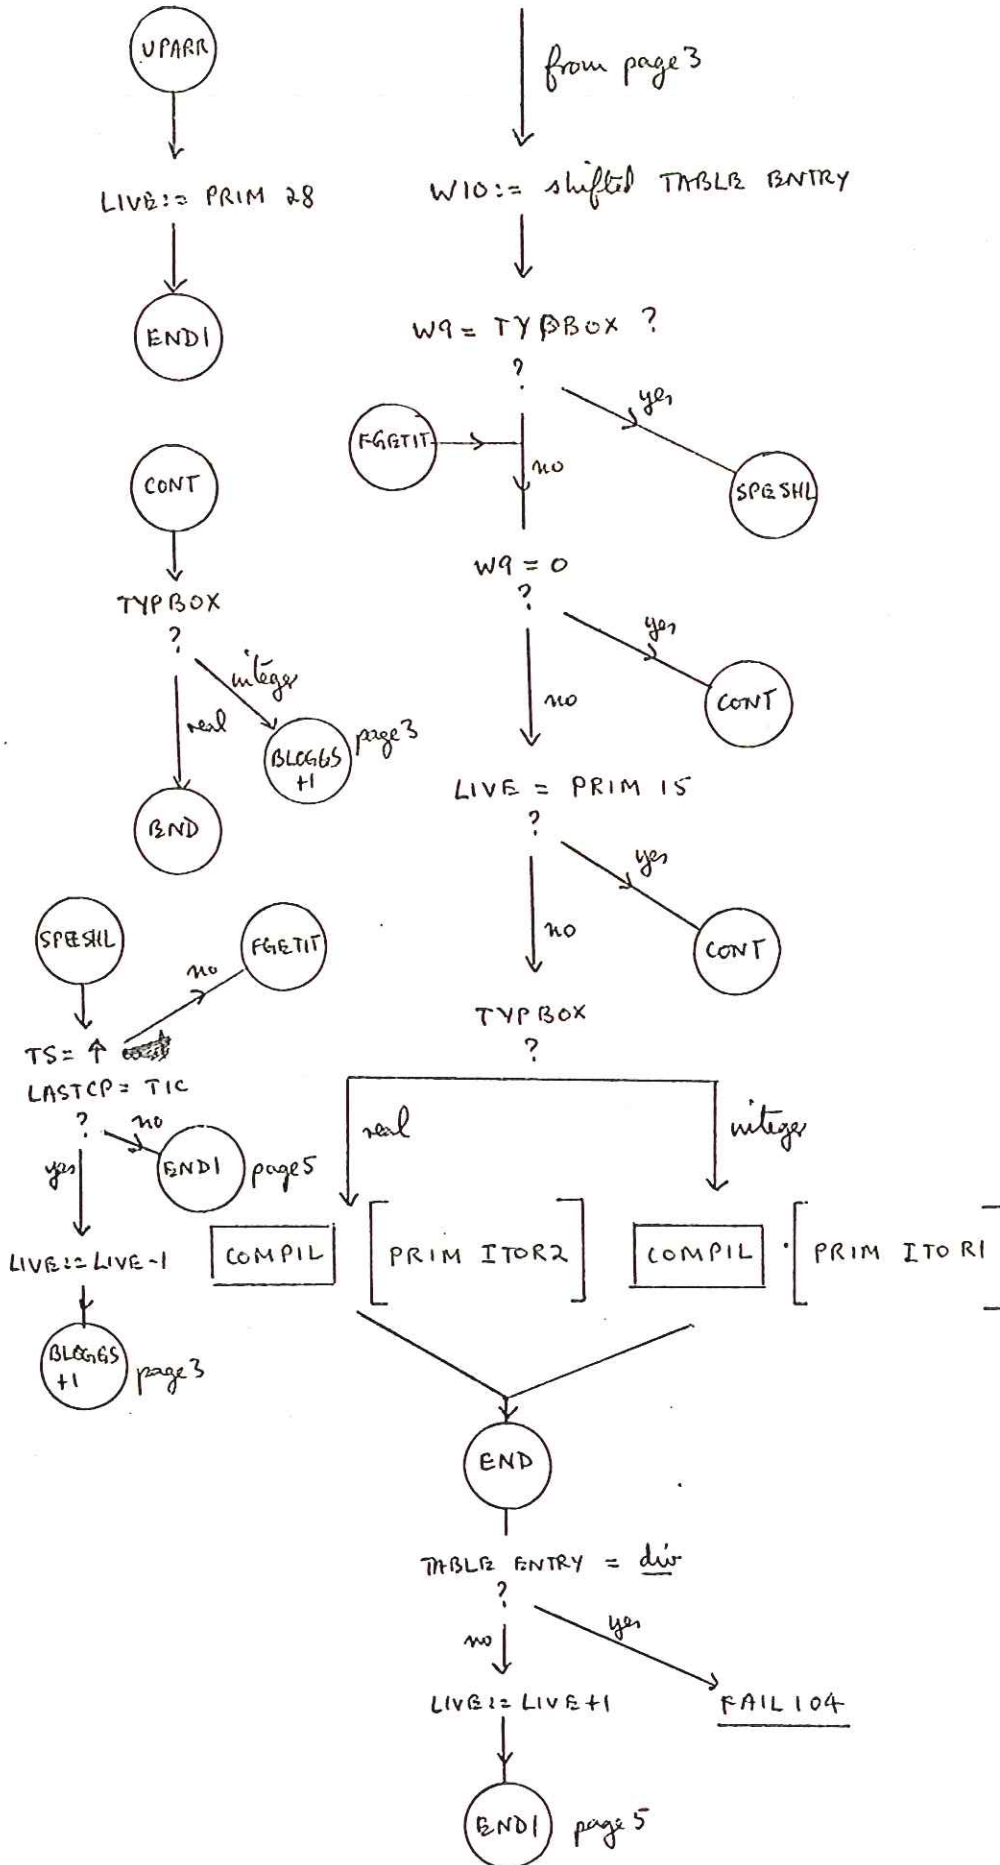 UPARR
LIVE:= PRIM 28
END1
CONT
TYPBOX
?
integer
real
BLOGGS
+1
page 3
END
SPESHL
FGETIT
no
TS= ↑
LASTCP= TIC
?
no
END1
page 5
yes
LIVE:= LIVE-1
BLOGGS
+1
page 3
from page 3
W10:= shifted TABLE ENTRY
W9= TYPBOX ?
?
yes
FGETIT
no
SPESHL
W9 = 0
?
yes
no
CONT
LIVE = PRIM 15
?
yes
no
CONT
TYPBOX
?
real
integer
COMPIL [PRIM ITOR2]
COMPIL [PRIM ITOR1]
END
TABLE ENTRY = div
?
yes
no
LIVE:= LIVE+1
FAIL 104
END1
page 5